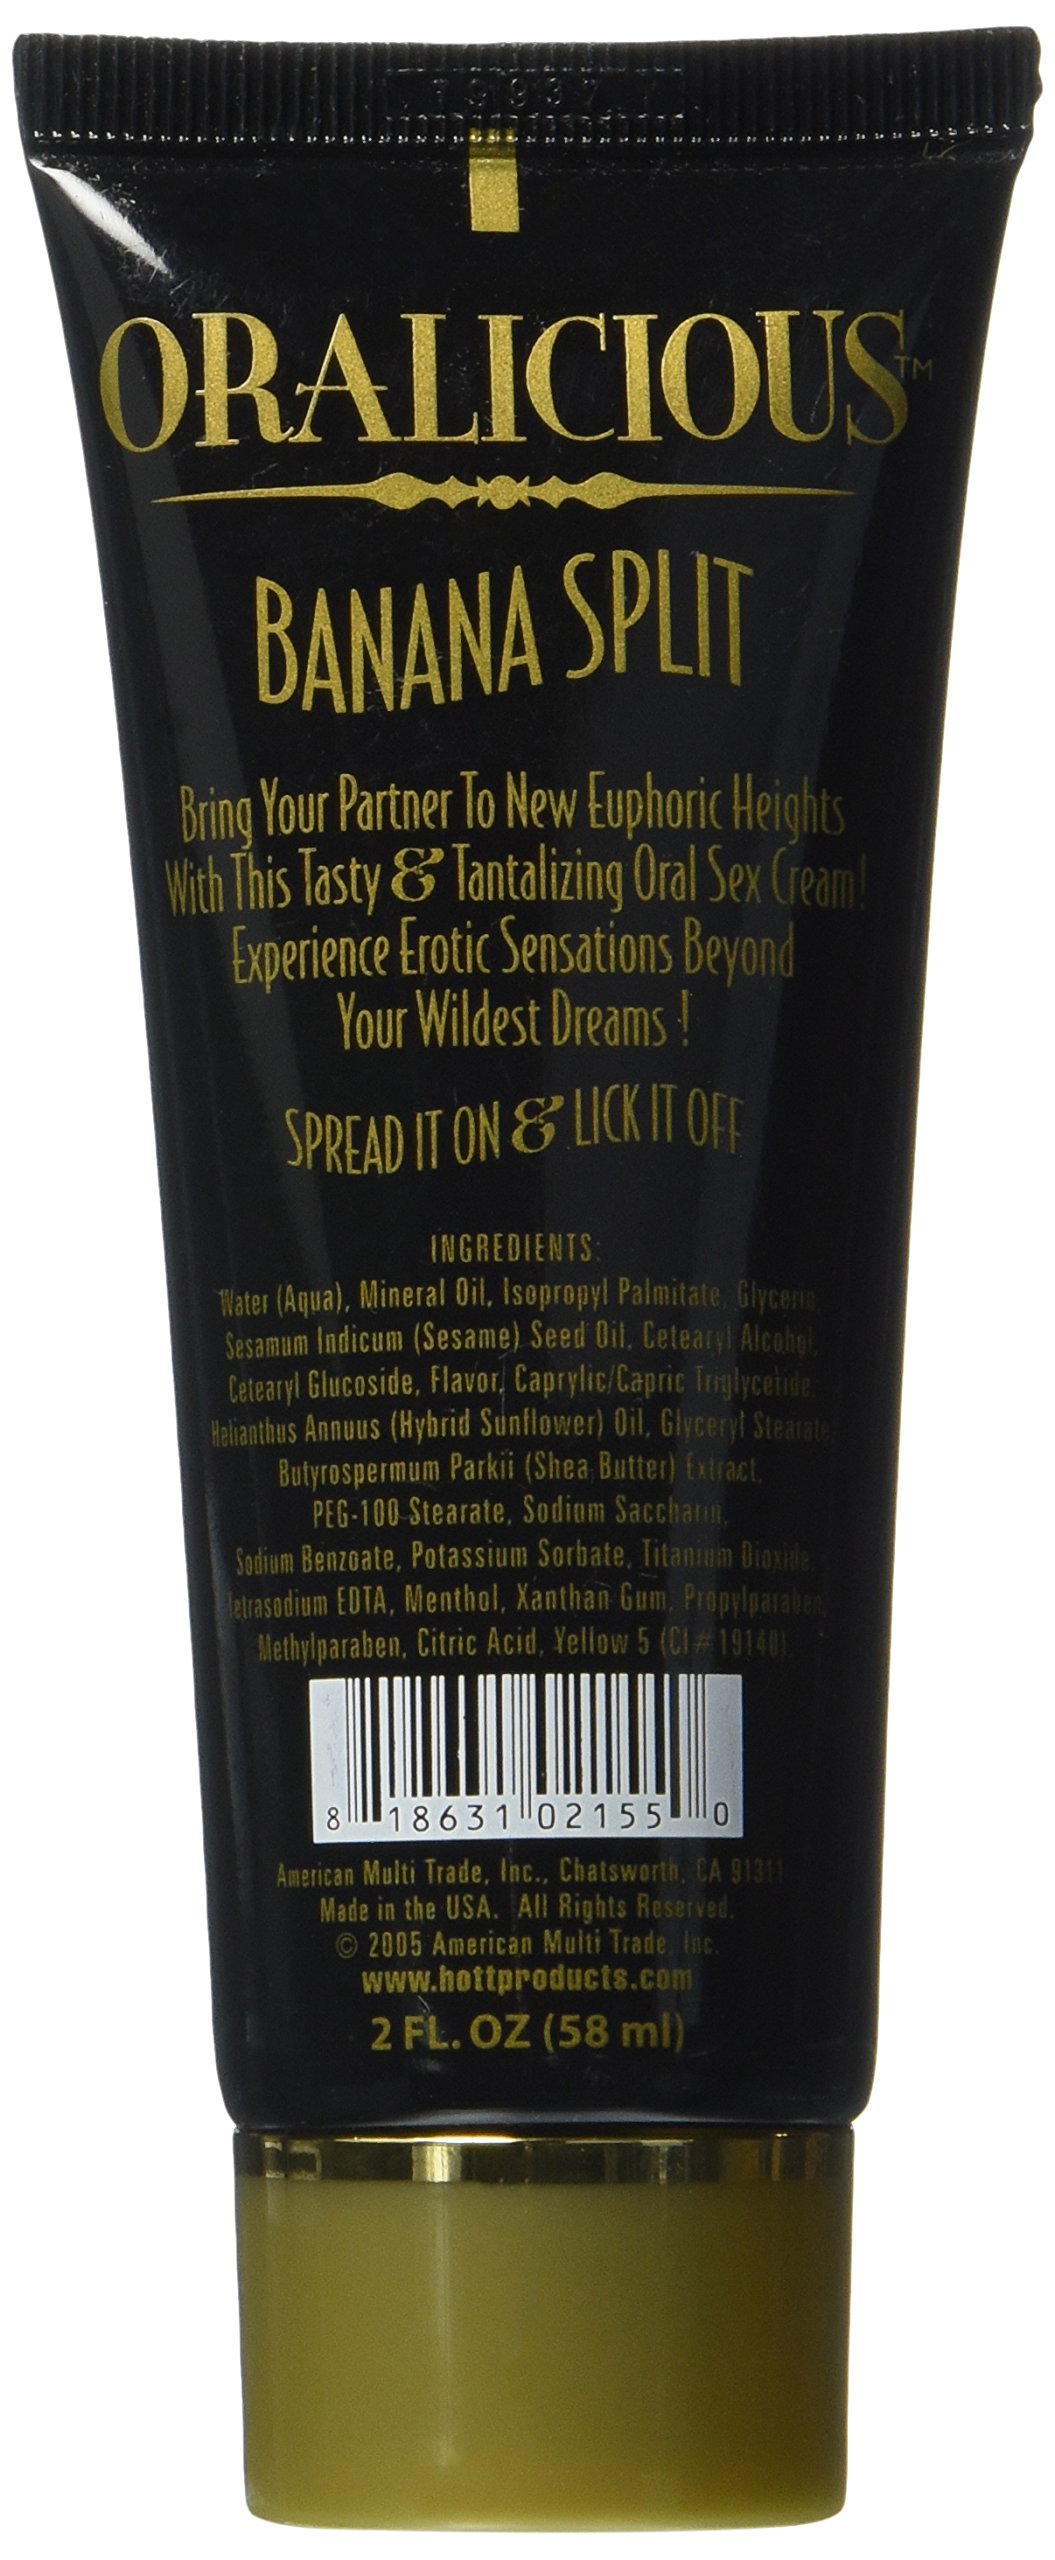 ORALICIOUS™
BANANA SPLIT
Bring Your Partner To New Euphoric Heights
With This Tasty & Tantalizing Oral Sex Cream!
Experience Erotic Sensations Beyond
Your Wildest Dreams !
SPREAD IT ON & LICK IT OFF
INGREDIENTS:
Water (Aqua), Mineral Oil, Isopropyl Palmitate, Glycerin,
Sesamum Indicum (Sesame) Seed Oil, Cetearyl Alcohol,
Cetearyl Glucoside, Flavor, Caprylic/Capric Triglyceride,
Helianthus Annuus (Hybrid Sunflower) Oil, Glyceryl Stearate,
Butyrospermum Parkii (Shea Butter) Extract,
PEG-100 Stearate, Sodium Saccharin,
Sodium Benzoate, Potassium Sorbate, Titanium Dioxide,
Tetrasodium EDTA, Menthol, Xanthan Gum, Propylparaben,
Methylparaben, Citric Acid, Yellow 5 (CI#19140).
8 18631 02155 0
American Multi Trade, Inc., Chatsworth, CA 91311
Made in the USA. All Rights Reserved.
© 2005 American Multi Trade, Inc.
www.hottproducts.com
2 FL. OZ (58 ml)